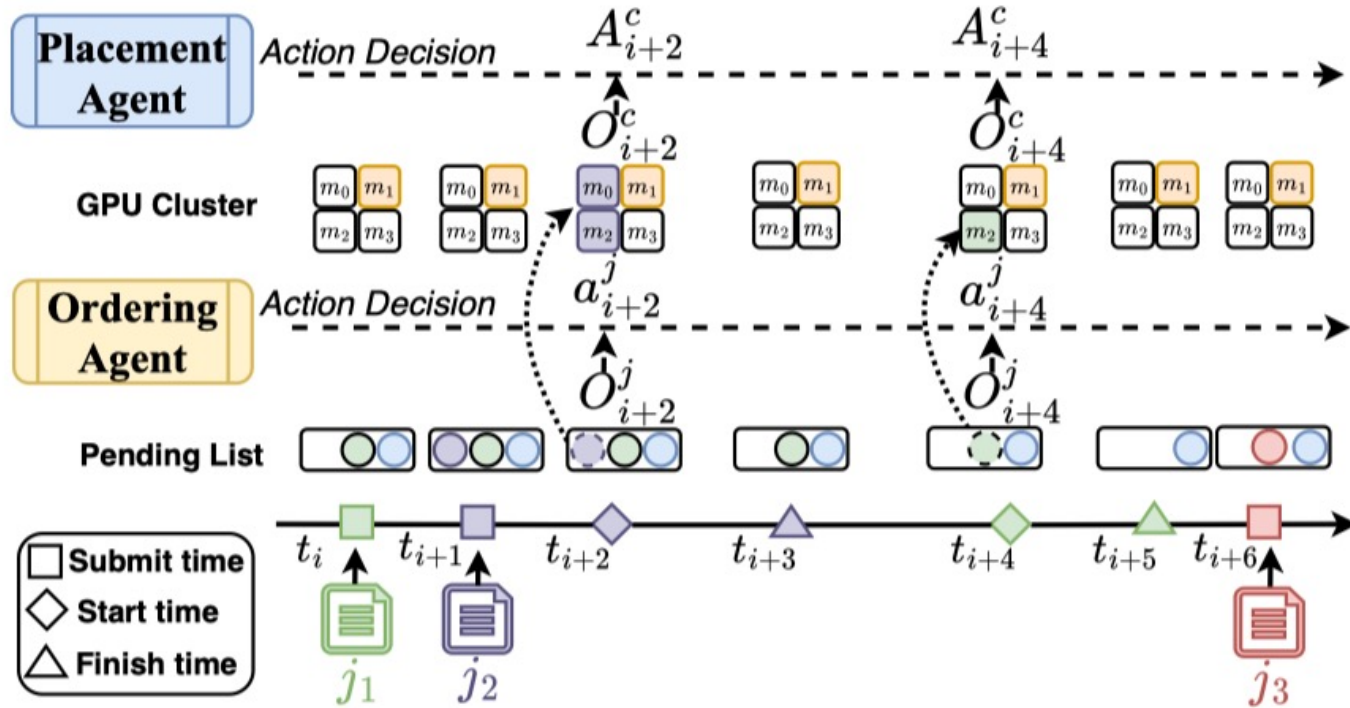 Placement
Agent
Action Decision
A^c_{i+2}
A^c_{i+4}
O^c_{i+2}
O^c_{i+4}
GPU Cluster
m_0 m_1 m_0 m_1 m_0 m_1 m_0 m_1 m_0 m_1 m_0 m_1 m_0 m_1
m_2 m_3 m_2 m_3 m_2 m_3 m_2 m_3 m_2 m_3 m_2 m_3 m_2 m_3
Ordering
Agent
Action Decision
a^j_{i+2}
a^j_{i+4}
O^j_{i+2}
O^j_{i+4}
Pending List
t_i t_{i+1} t_{i+2} t_{i+3} t_{i+4} t_{i+5} t_{i+6}
Submit time
Start time
Finish time
j_1
j_2
j_3